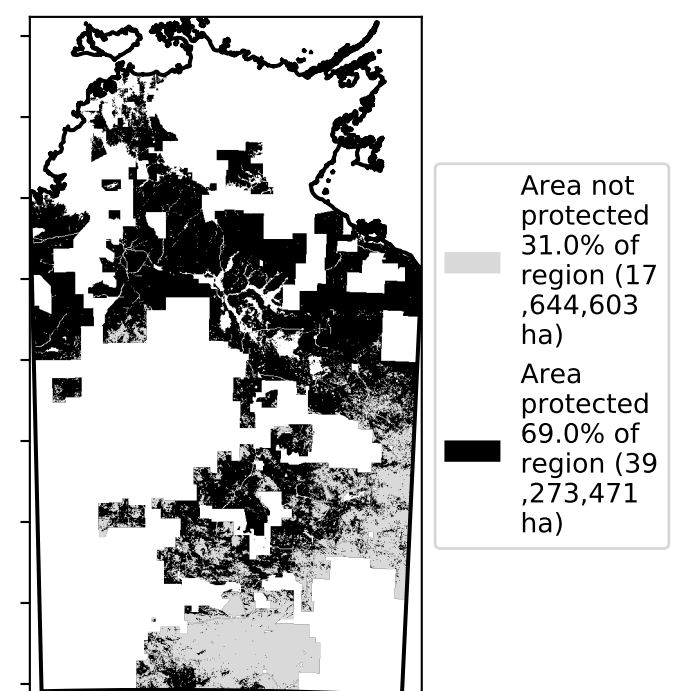 Area not
protected
31.0% of
region (17
,644,603
ha)
Area
protected
69.0% of
region (39
,273,471
ha)